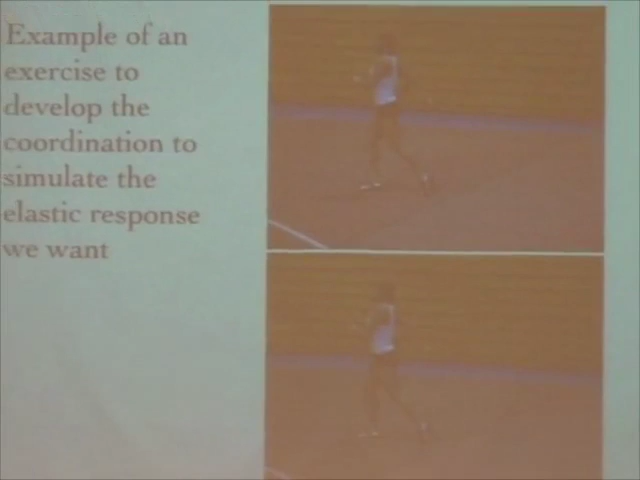 Example of an
exercise to
develop the
coordination to
simulate the
elastic response
we want